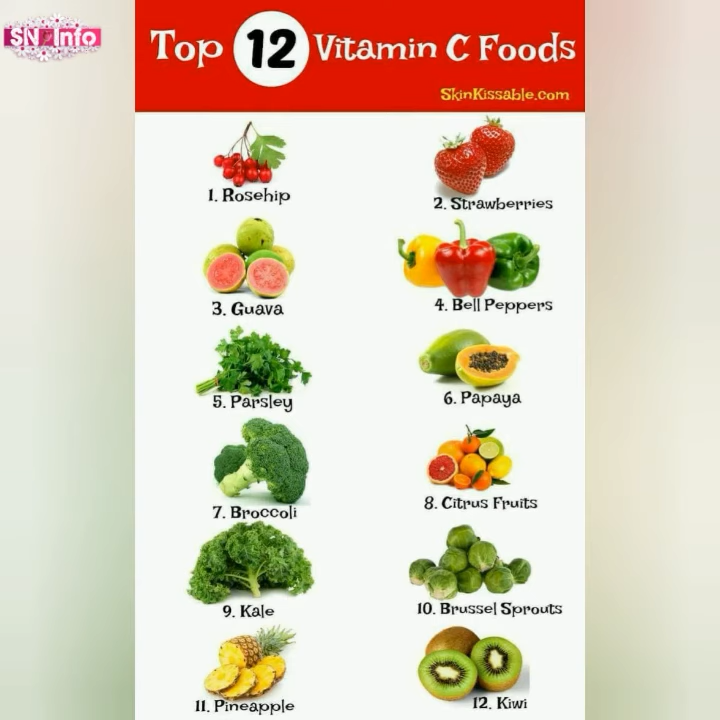 SN Info
Top 12 Vitamin C Foods
SkinKissable.com
1. Rosehip
2. Strawberries
3. Guava
4. Bell Peppers
5. Parsley
6. Papaya
7. Broccoli
8. Citrus Fruits
9. Kale
10. Brussel Sprouts
11. Pineapple
12. Kiwi